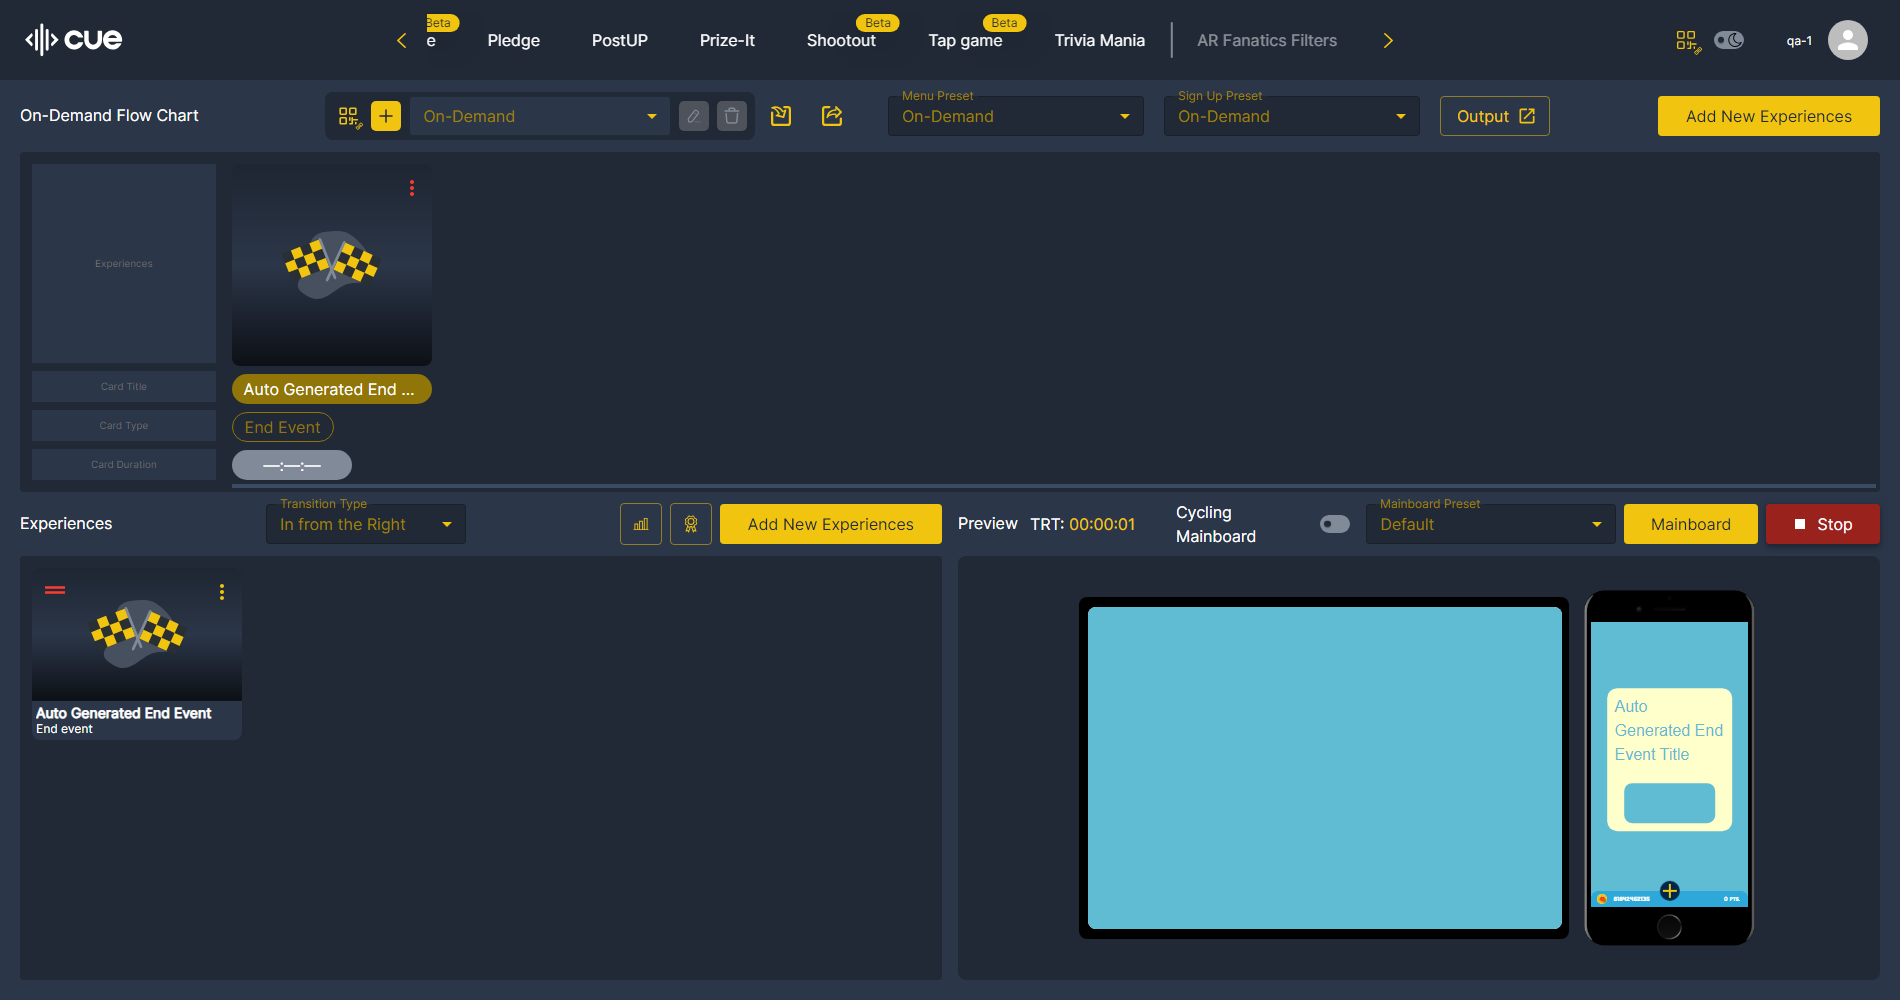 cue
Beta
e
Pledge
PostUP
Prize-It
Shootout
Beta
Tap game
Beta
Trivia Mania
AR Fanatics Filters
qa-1
On-Demand Flow Chart
On-Demand
Menu Preset
On-Demand
Sign Up Preset
On-Demand
Output
Add New Experiences
Experiences
Card Title
Card Type
Card Duration
Auto Generated End ...
End Event
—:—:—
Experiences
Transition Type
In from the Right
Add New Experiences
Preview
TRT: 00:00:01
Cycling
Mainboard
Mainboard Preset
Default
Mainboard
Stop
Auto Generated End Event
End event
Auto
Generated End
Event Title
0 PTS.